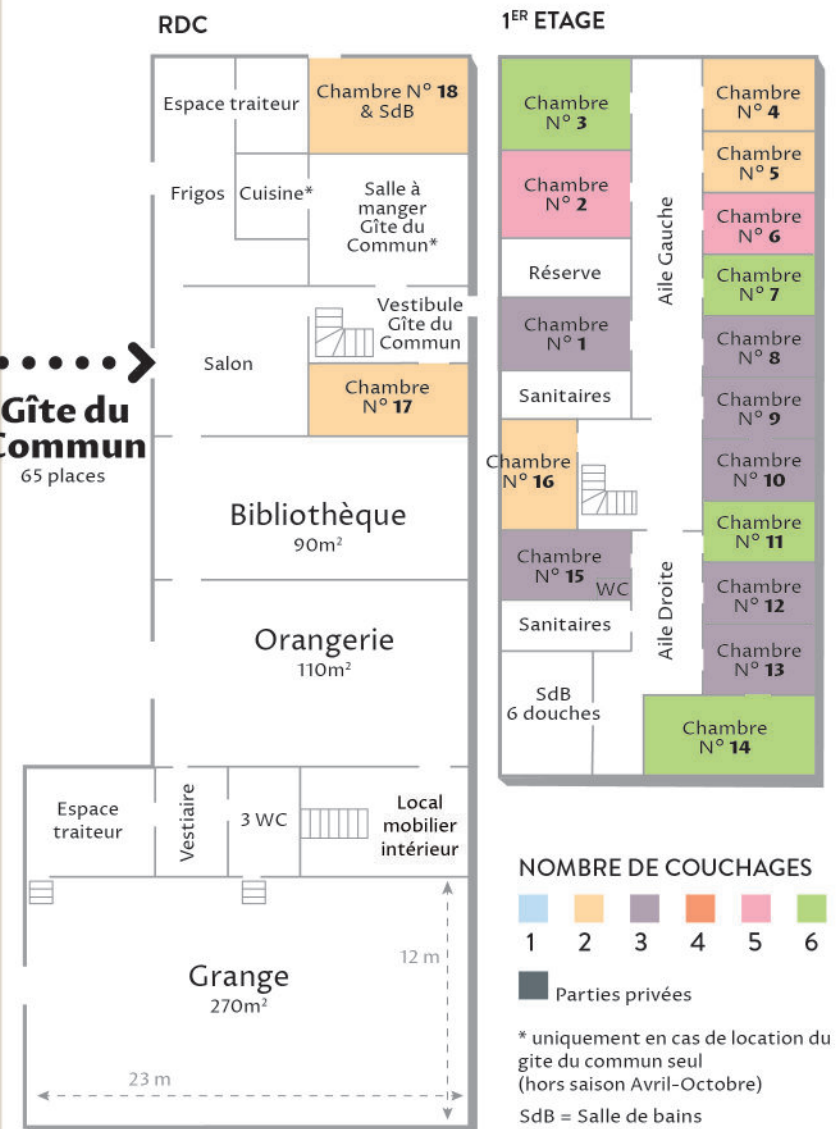 RDC
Espace traiteur
Chambre N° 18
& SdB
Frigos
Cuisine*
Salle à
manger
Gîte du
Commun*
Vestibule
Gîte du
Commun
Salon
Chambre
N° 17
Gîte du
Commun
65 places
Bibliothèque
90m²
Orangerie
110m²
Espace
traiteur
Vestiaire
3 WC
Local
mobilier
intérieur
Grange
270m²
12 m
23 m
1ER ETAGE
Chambre
N° 3
Chambre
N° 2
Réserve
Chambre
N° 1
Sanitaires
Chambre
N° 16
Chambre
N° 15
WC
Sanitaires
SdB
6 douches
Aile Gauche
Aile Droite
Chambre
N° 4
Chambre
N° 5
Chambre
N° 6
Chambre
N° 7
Chambre
N° 8
Chambre
N° 9
Chambre
N° 10
Chambre
N° 11
Chambre
N° 12
Chambre
N° 13
Chambre
N° 14
NOMBRE DE COUCHAGES
1 2 3 4 5 6
Parties privées
* uniquement en cas de location du
gite du commun seul
(hors saison Avril-Octobre)
SdB = Salle de bains